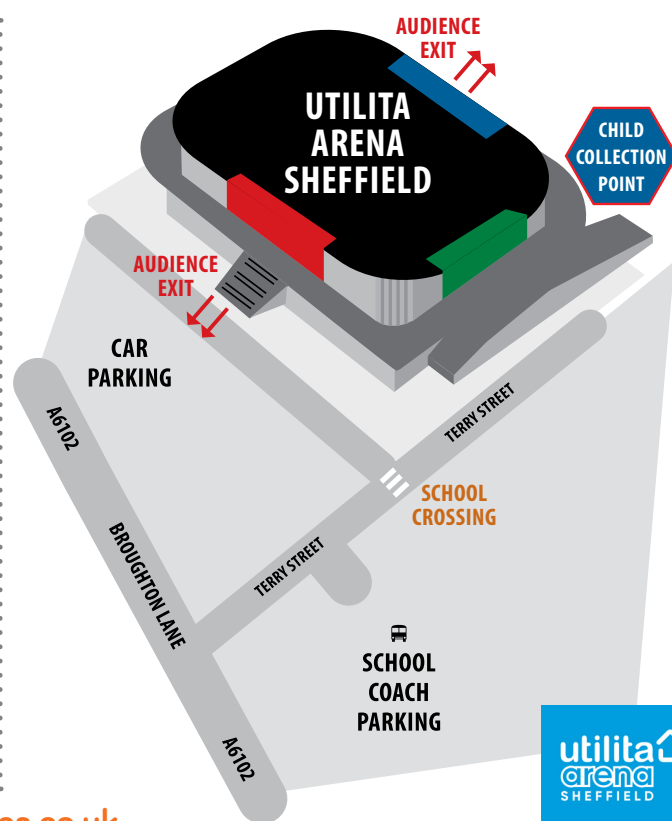 AUDIENCE
EXIT
UTILITA
ARENA
SHEFFIELD
CHILD
COLLECTION
POINT
AUDIENCE
EXIT
CAR
PARKING
A6102
TERRY STREET
SCHOOL
CROSSING
BROUGHTON LANE
TERRY STREET
SCHOOL
COACH
PARKING
A6102
utilita
arena
SHEFFIELD